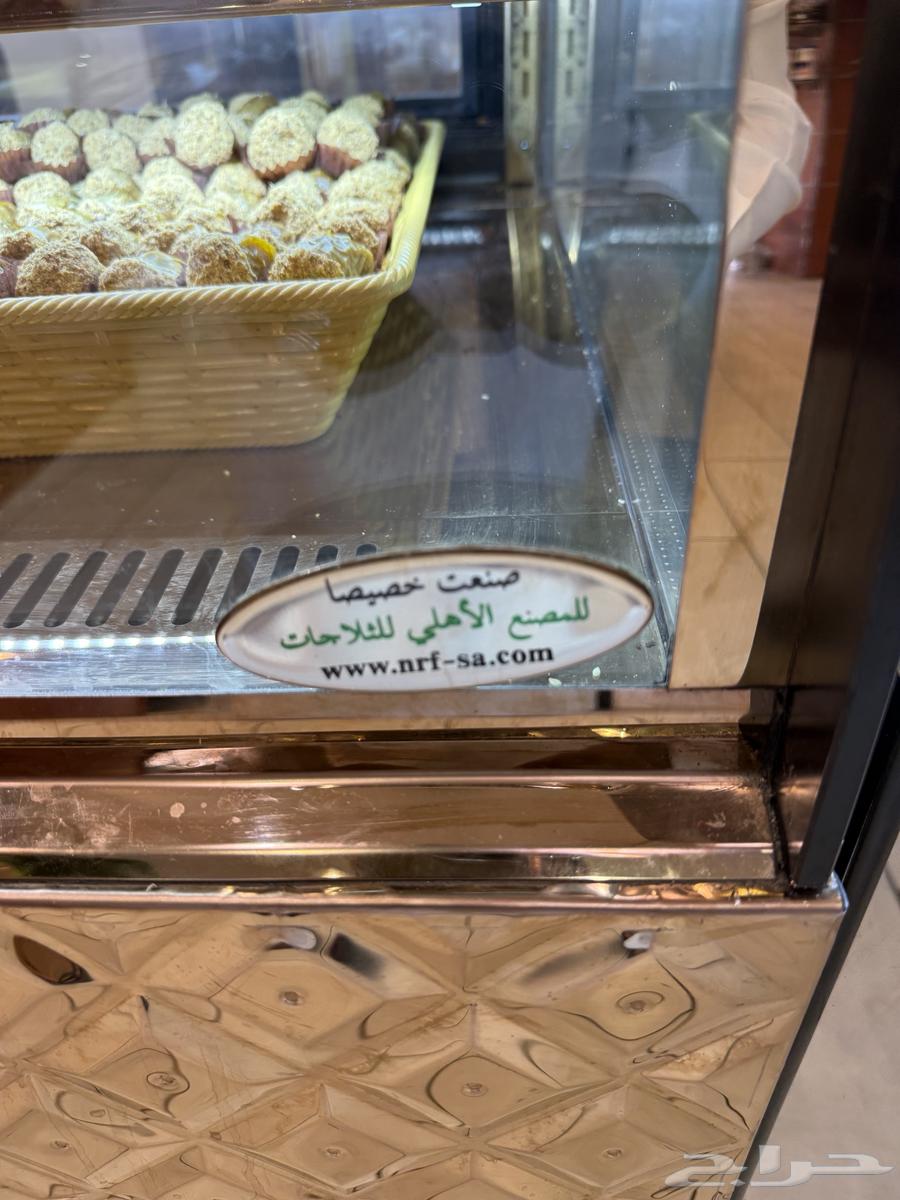 صنعت خصيصا
للمصنع الأهلي للثلاجات
www.nrf-sa.com
حراج